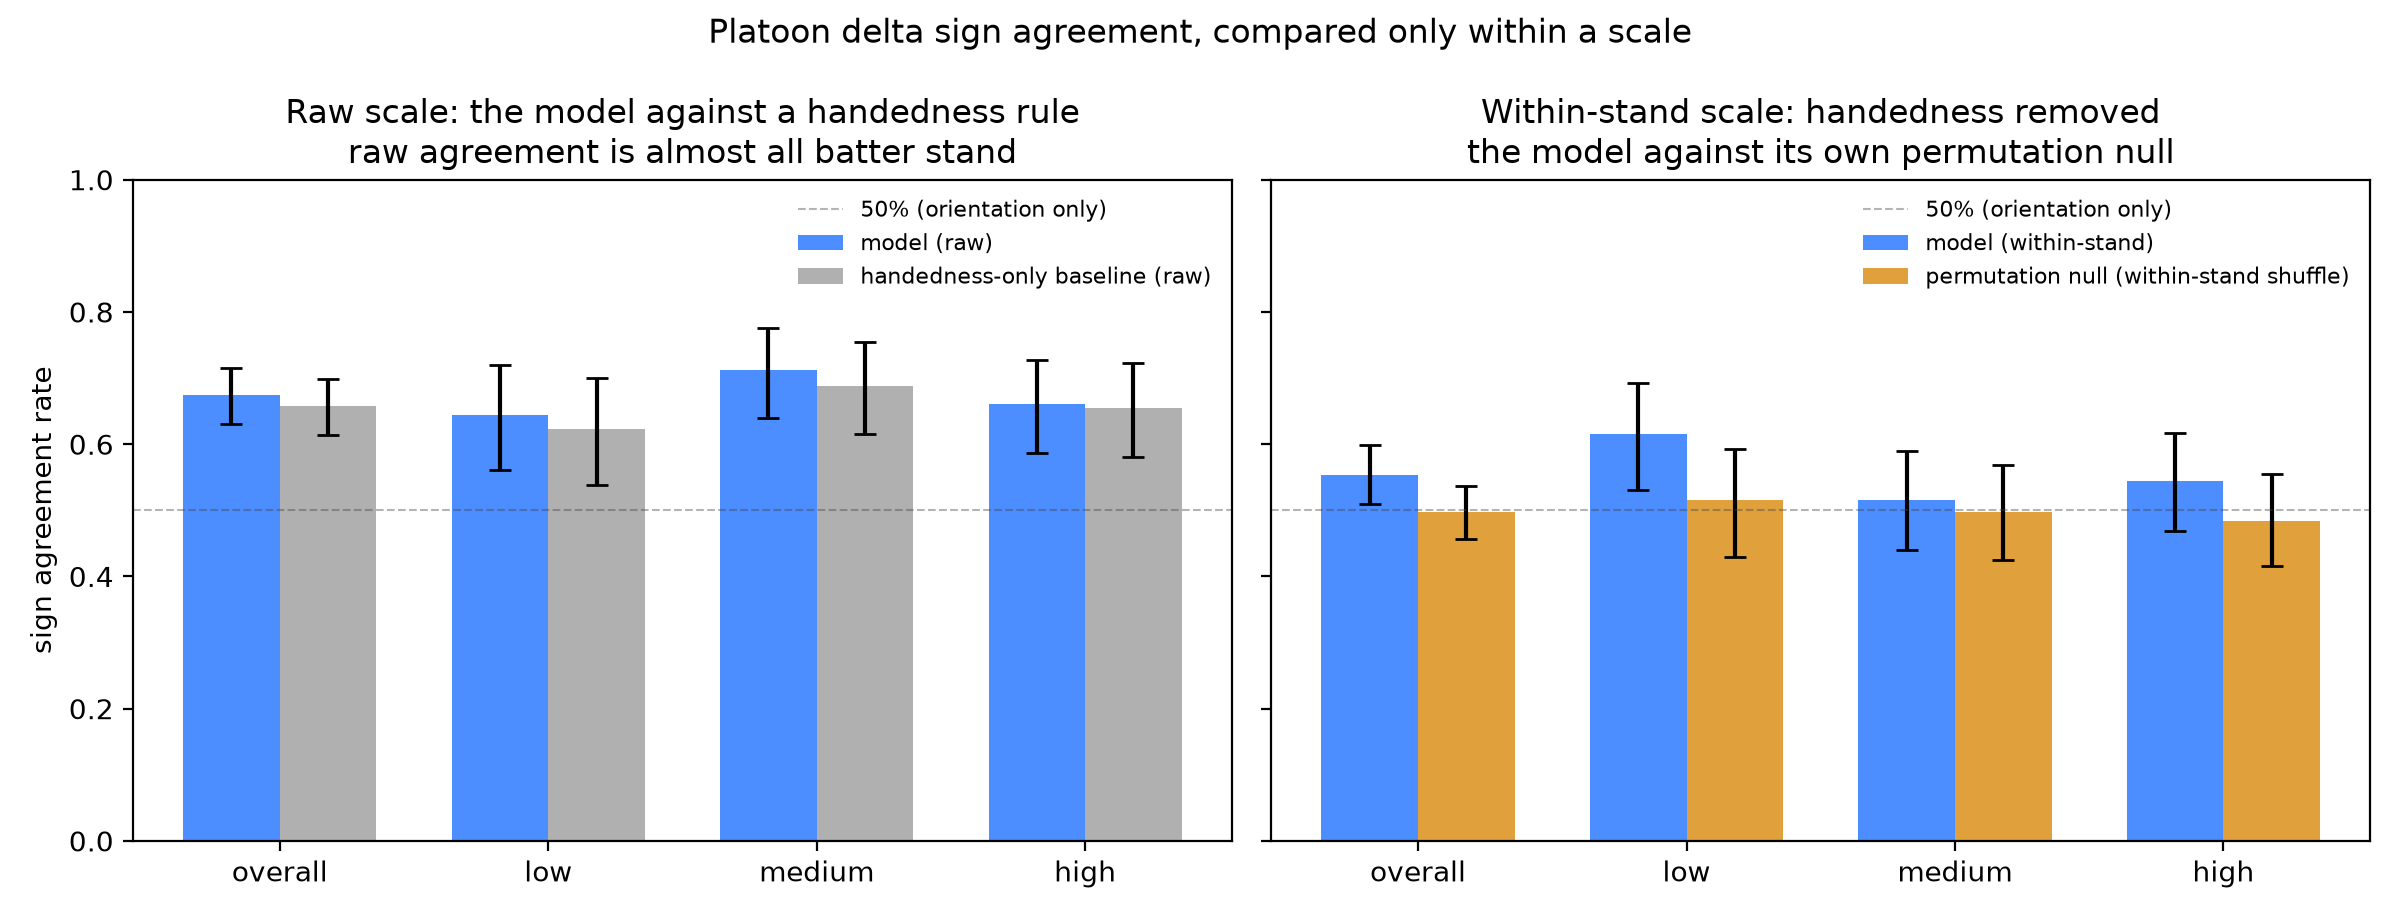 Platoon delta sign agreement, compared only within a scale
Raw scale: the model against a handedness rule
raw agreement is almost all batter stand
sign agreement rate
1.0
0.8
0.6
0.4
0.2
0.0
50% (orientation only)
model (raw)
handedness-only baseline (raw)
overall
low
medium
high
Within-stand scale: handedness removed
the model against its own permutation null
50% (orientation only)
model (within-stand)
permutation null (within-stand shuffle)
overall
low
medium
high